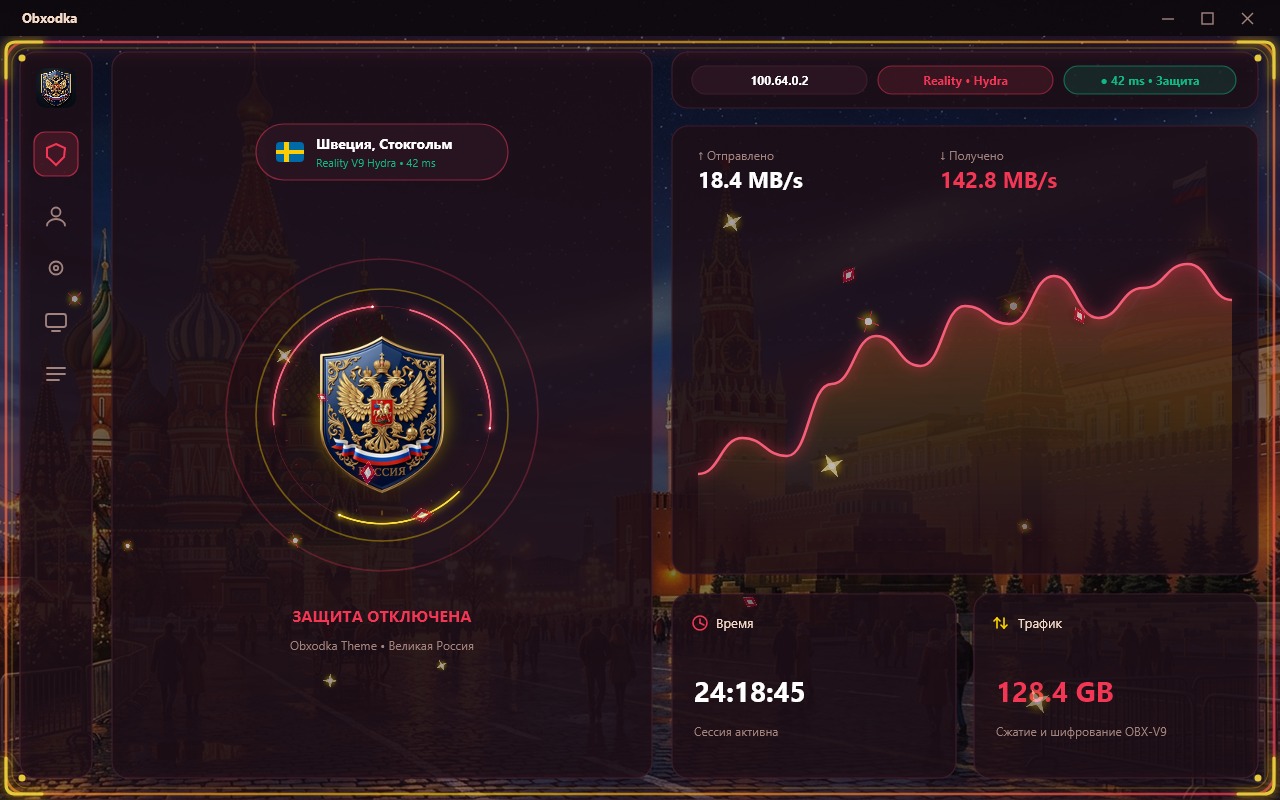 Obxodka
Швеция, Стокгольм
Reality V9 Hydra • 42 ms
РОССИЯ
ЗАЩИТА ОТКЛЮЧЕНА
Obxodka Theme • Великая Россия
100.64.0.2
Reality • Hydra
● 42 ms • Защита
↑ Отправлено
18.4 MB/s
↓ Получено
142.8 MB/s
Время
24:18:45
Сессия активна
Трафик
128.4 GB
Сжатие и шифрование OBX-V9